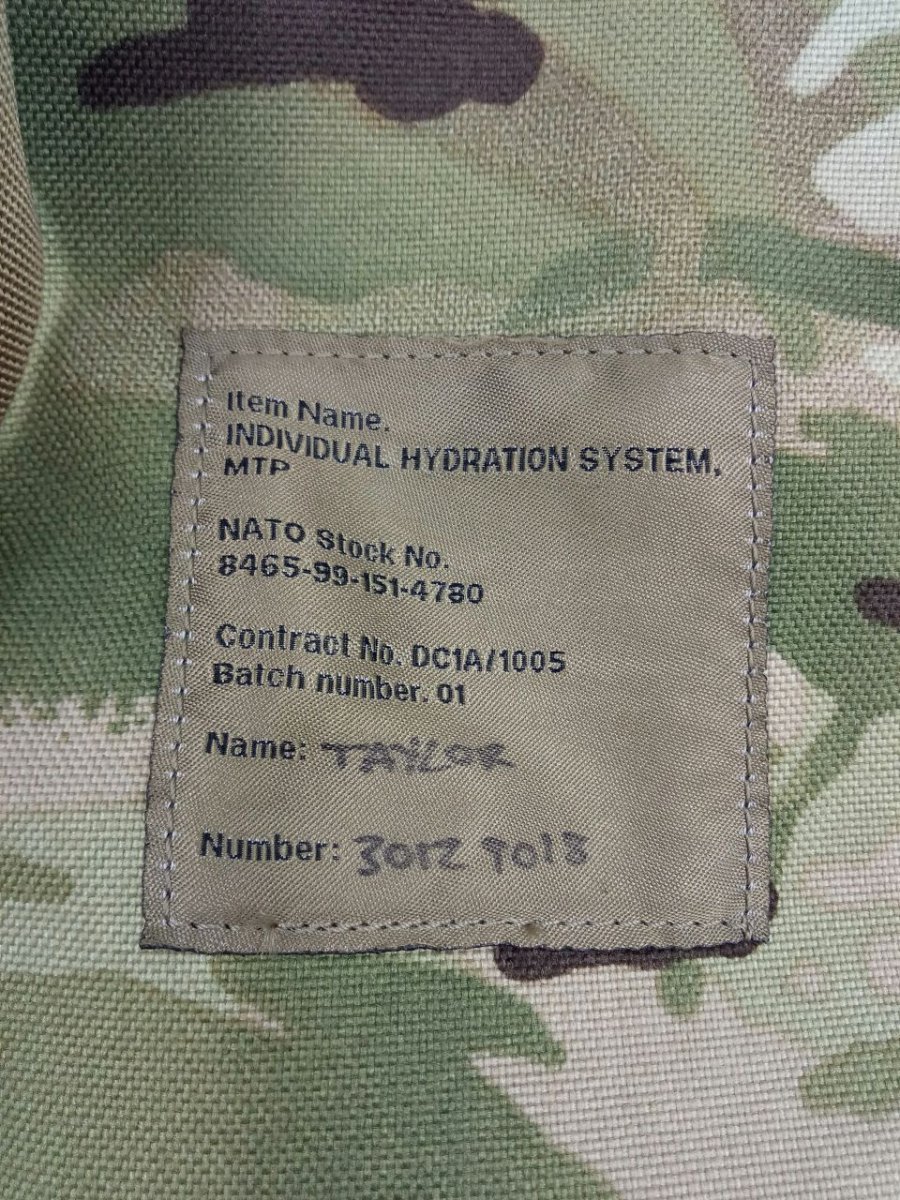 Item Name.
INDIVIDUAL HYDRATION SYSTEM,
MTP
NATO Stock No.
8465-99-151-4780
Contract No. DC1A/1005
Batch number. 01
Name: TAYLOR
Number: 3012 9018